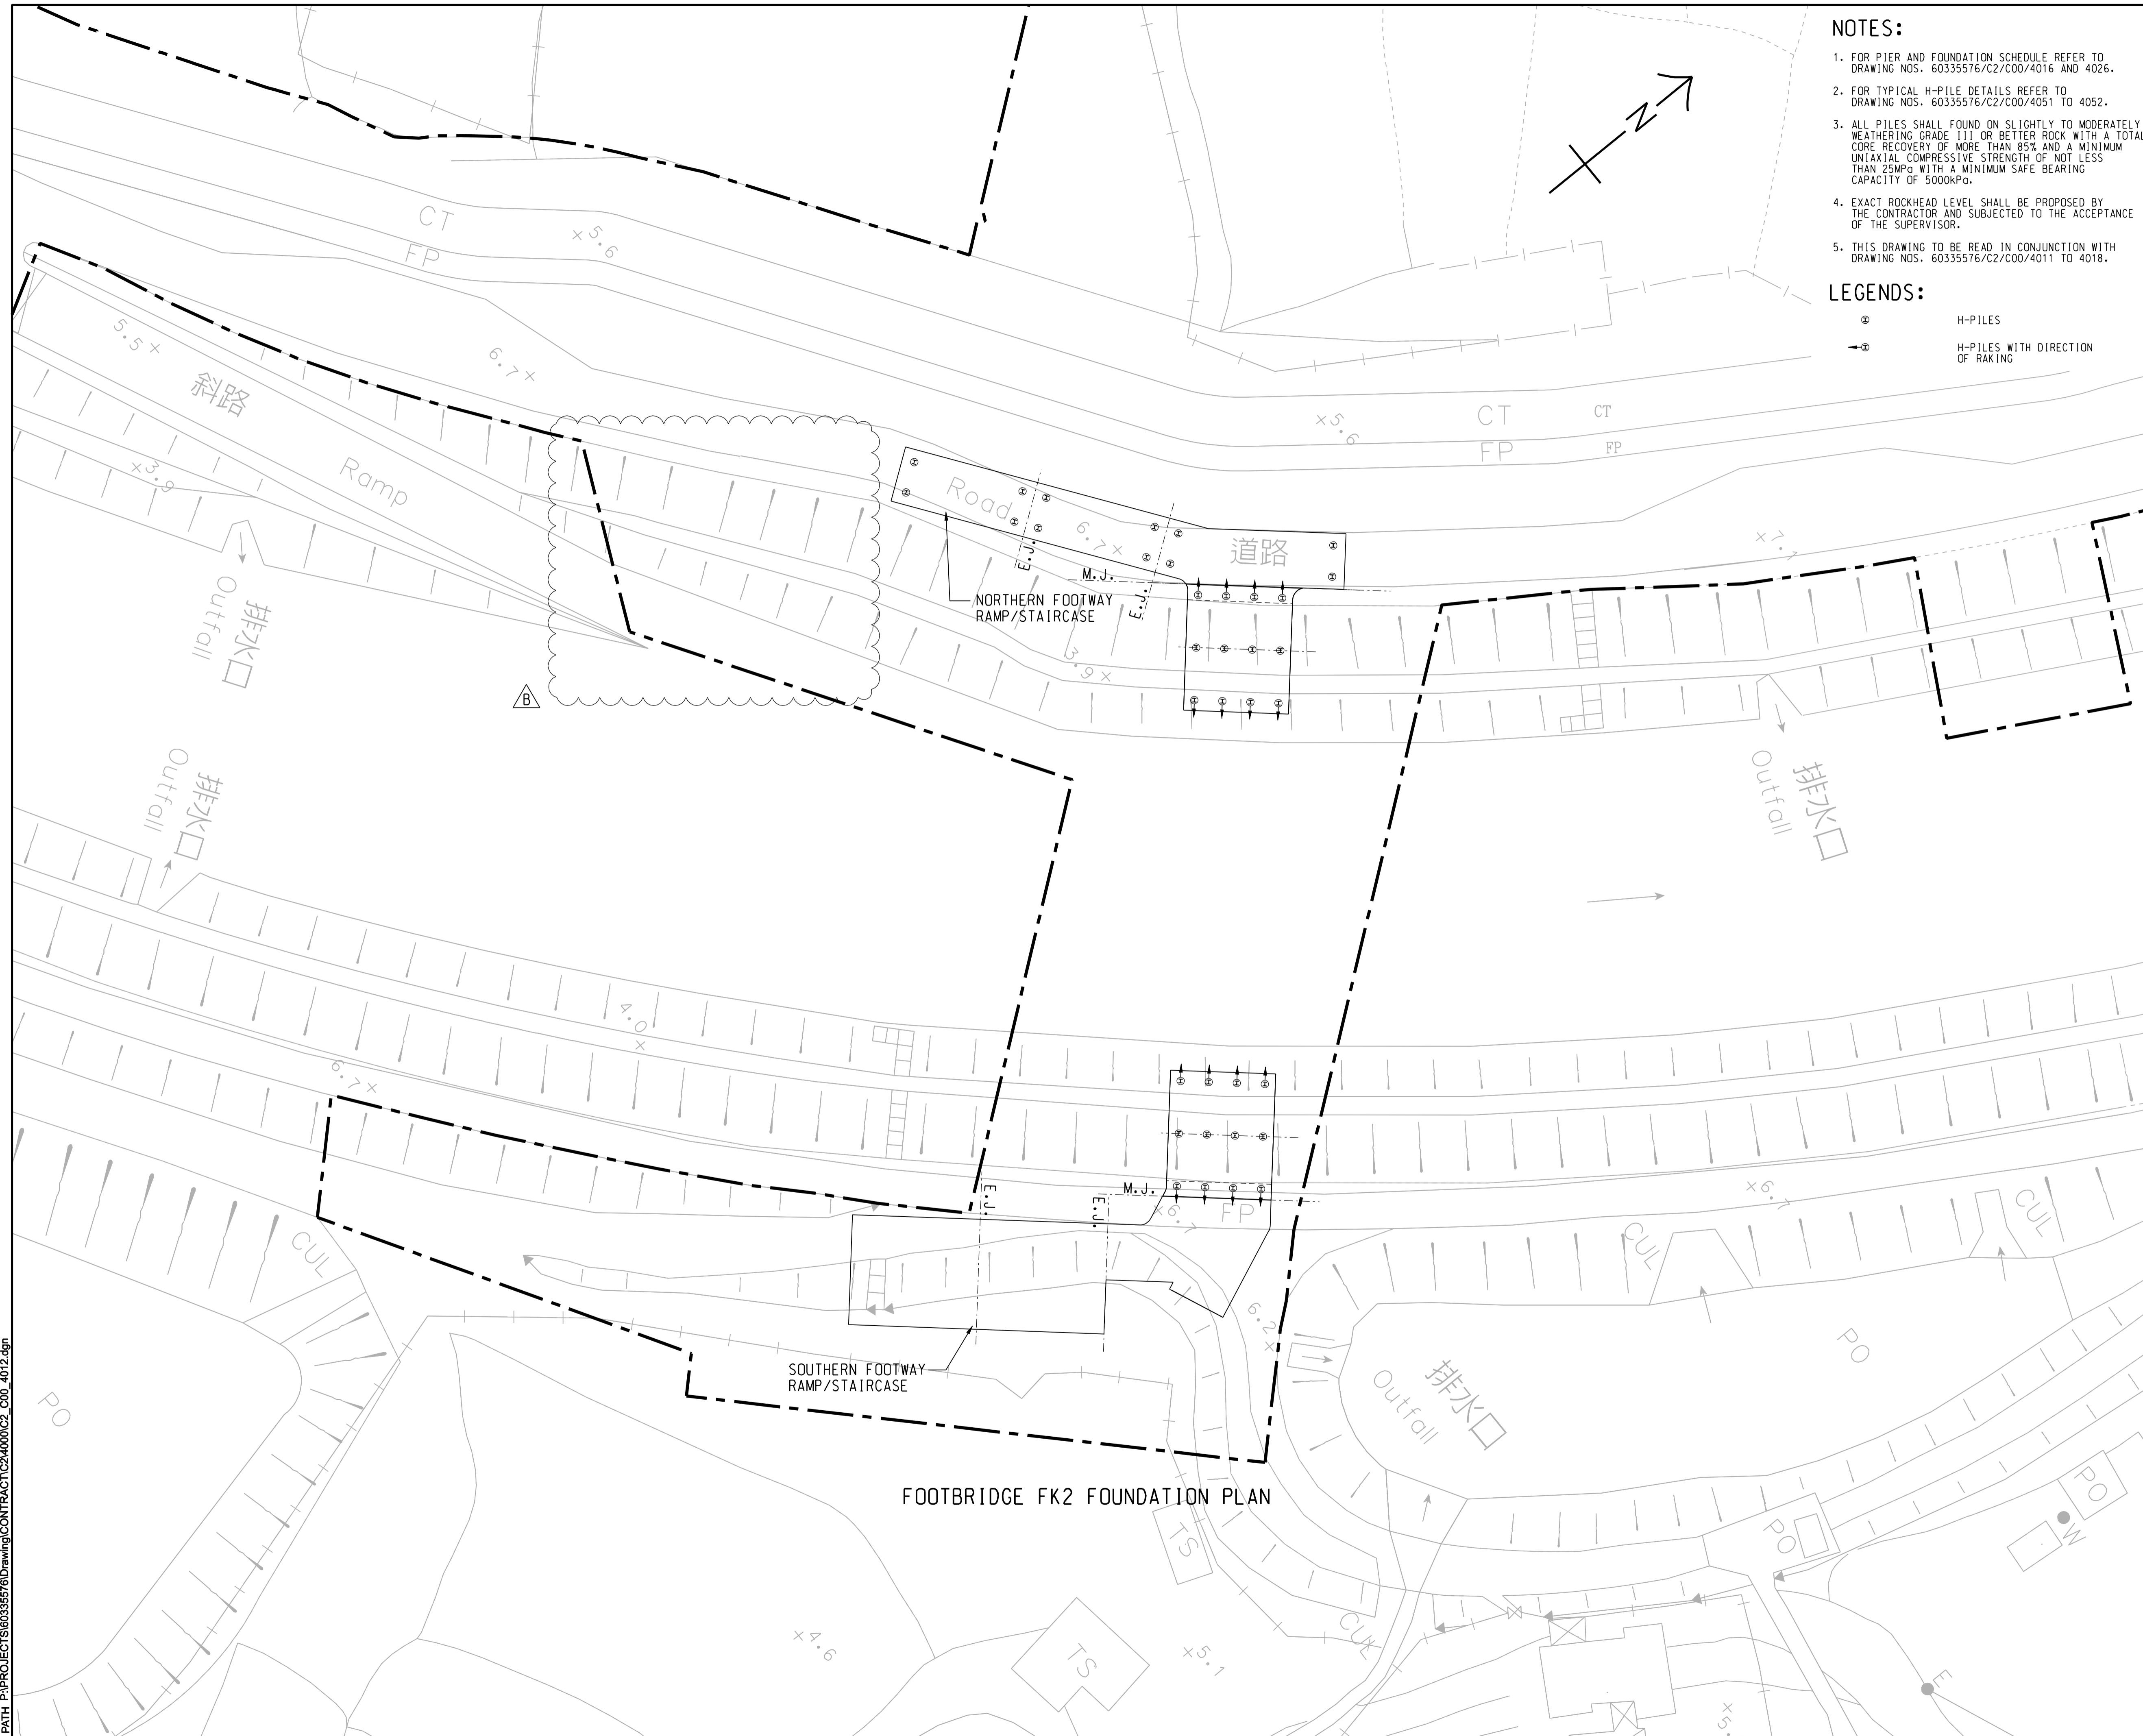 NOTES:
1. FOR PIER AND FOUNDATION SCHEDULE REFER TO
DRAWING NOS. 60335576/C2/C00/4016 AND 4026.
2. FOR TYPICAL H-PILE DETAILS REFER TO
DRAWING NOS. 60335576/C2/C00/4051 TO 4052.
3. ALL PILES SHALL FOUND ON SLIGHTLY TO MODERATELY
WEATHERING GRADE III OR BETTER ROCK WITH A TOTAL
CORE RECOVERY OF MORE THAN 85% AND A MINIMUM
UNIAXIAL COMPRESSIVE STRENGTH OF NOT LESS
THAN 25MPa WITH A MINIMUM SAFE BEARING
CAPACITY OF 5000kPa.
4. EXACT ROCKHEAD LEVEL SHALL BE PROPOSED BY
THE CONTRACTOR AND SUBJECTED TO THE ACCEPTANCE
OF THE SUPERVISOR.
5. THIS DRAWING TO BE READ IN CONJUNCTION WITH
DRAWING NOS. 60335576/C2/C00/4011 TO 4018.
LEGENDS:
H-PILES
H-PILES WITH DIRECTION
OF RAKING
N
CT
FP
×5.6
5.5×
6.7×
斜路
Ramp
×3.9
×5.6
CT
CT
FP
FP
Road
6.7×
道路
×7.
E.J.
M.J.
E.J.
NORTHERN FOOTWAY
RAMP/STAIRCASE
3.9×
B
Outfall
排水口
Outfall
排水口
Outfall
排水口
4.0
×
6.7×
E.J.
M.J.
E.J.
×6.7
FP
×6.7
CUL
CUL
CUL
6.2
×
SOUTHERN FOOTWAY
RAMP/STAIRCASE
Outfall
排水口
PO
PO
FOOTBRIDGE FK2 FOUNDATION PLAN
TS
PO
PO
W
CUL
×4.6
TS
×5.1
E
×5.
PATH P:\PROJECTS\60335576\Drawing\CONTRACT\C2\4000\C2_C00_4012.dgn